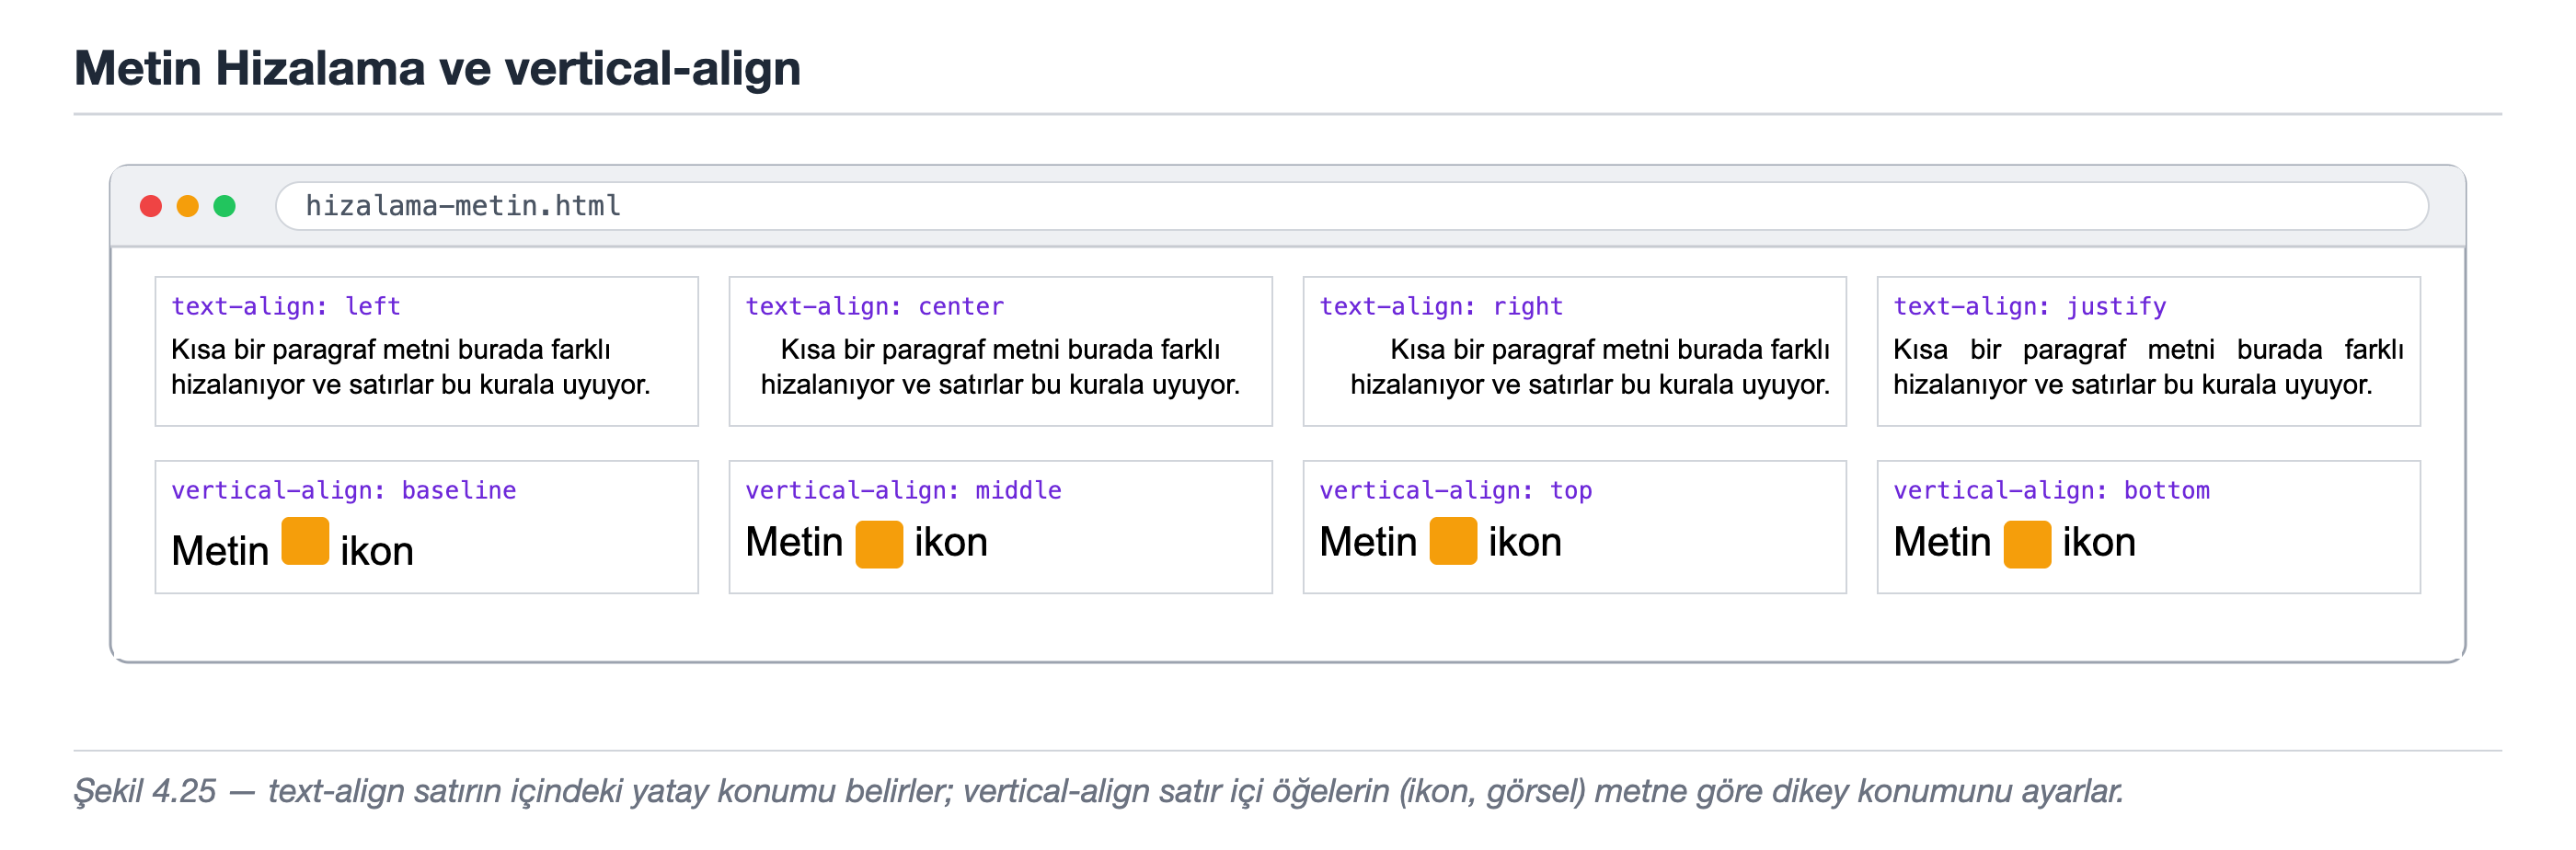 Metin Hizalama ve vertical-align
hizalama-metin.html
text-align: left
Kısa bir paragraf metni burada farklı
hizalanıyor ve satırlar bu kurala uyuyor.
text-align: center
Kısa bir paragraf metni burada farklı
hizalanıyor ve satırlar bu kurala uyuyor.
text-align: right
Kısa bir paragraf metni burada farklı
hizalanıyor ve satırlar bu kurala uyuyor.
text-align: justify
Kısa bir paragraf metni burada farklı
hizalanıyor ve satırlar bu kurala uyuyor.
vertical-align: baseline
Metin ikon
vertical-align: middle
Metin ikon
vertical-align: top
Metin ikon
vertical-align: bottom
Metin ikon
Şekil 4.25 — text-align satırın içindeki yatay konumu belirler; vertical-align satır içi öğelerin (ikon, görsel) metne göre dikey konumunu ayarlar.